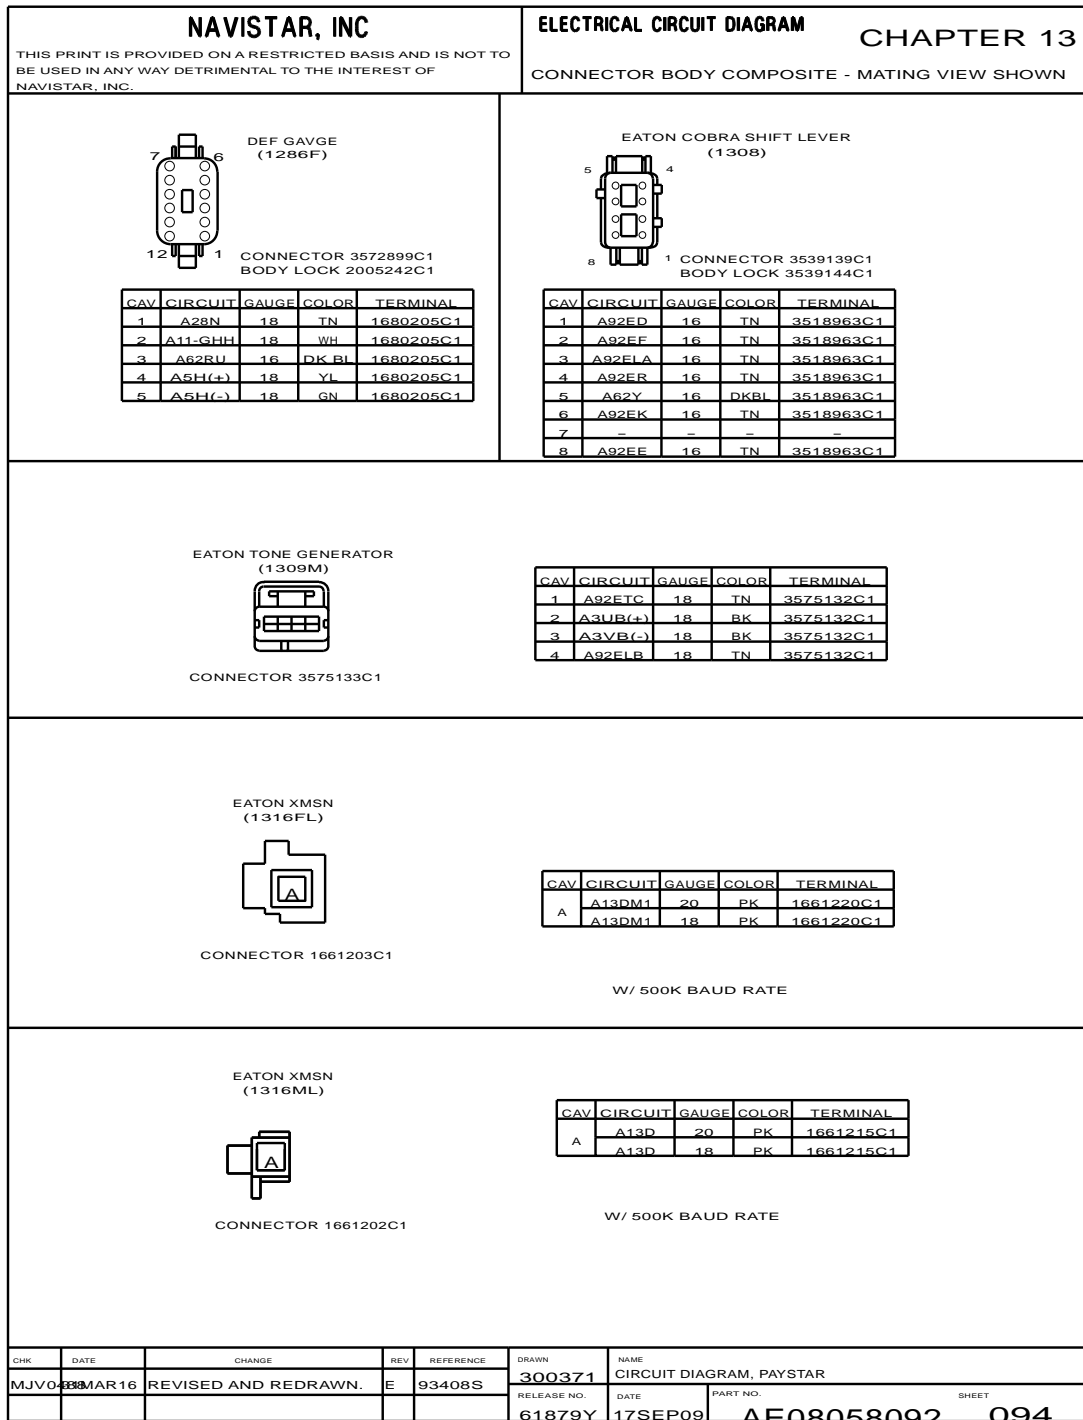 NAVISTAR, INC
THIS PRINT IS PROVIDED ON A RESTRICTED BASIS AND IS NOT TO
BE USED IN ANY WAY DETRIMENTAL TO THE INTEREST OF
NAVISTAR, INC.
ELECTRICAL CIRCUIT DIAGRAM
CHAPTER 13
CONNECTOR BODY COMPOSITE - MATING VIEW SHOWN
DEF GAVGE
(1286F)
7 6
12 1
CONNECTOR 3572899C1
BODY LOCK 2005242C1
CAV CIRCUIT GAUGE COLOR TERMINAL
1 A28N 18 TN 1680205C1
2 A11-GHH 18 WH 1680205C1
3 A62RU 16 DK BL 1680205C1
4 A5H(+) 18 YL 1680205C1
5 A5H(-) 18 GN 1680205C1
EATON COBRA SHIFT LEVER
(1308)
5 4
8 1
CONNECTOR 3539139C1
BODY LOCK 3539144C1
CAV CIRCUIT GAUGE COLOR TERMINAL
1 A92ED 16 TN 3518963C1
2 A92EF 16 TN 3518963C1
3 A92ELA 16 TN 3518963C1
4 A92ER 16 TN 3518963C1
5 A62Y 16 DKBL 3518963C1
6 A92EK 16 TN 3518963C1
7 – – – –
8 A92EE 16 TN 3518963C1
EATON TONE GENERATOR
(1309M)
CONNECTOR 3575133C1
CAV CIRCUIT GAUGE COLOR TERMINAL
1 A92ETC 18 TN 3575132C1
2 A3UB(+) 18 BK 3575132C1
3 A3VB(-) 18 BK 3575132C1
4 A92ELB 18 TN 3575132C1
EATON XMSN
(1316FL)
A
CONNECTOR 1661203C1
CAV CIRCUIT GAUGE COLOR TERMINAL
A A13DM1 20 PK 1661220C1
A13DM1 18 PK 1661220C1
W/ 500K BAUD RATE
EATON XMSN
(1316ML)
A
CONNECTOR 1661202C1
CAV CIRCUIT GAUGE COLOR TERMINAL
A A13D 20 PK 1661215C1
A13D 18 PK 1661215C1
W/ 500K BAUD RATE
CHK DATE CHANGE REV REFERENCE
REVISED AND REDRAWN. E 93408S
DRAWN
300371
NAME
CIRCUIT DIAGRAM, PAYSTAR
RELEASE NO.
61879Y
DATE
17SEP09
PART NO.
AE08058092
SHEET
094